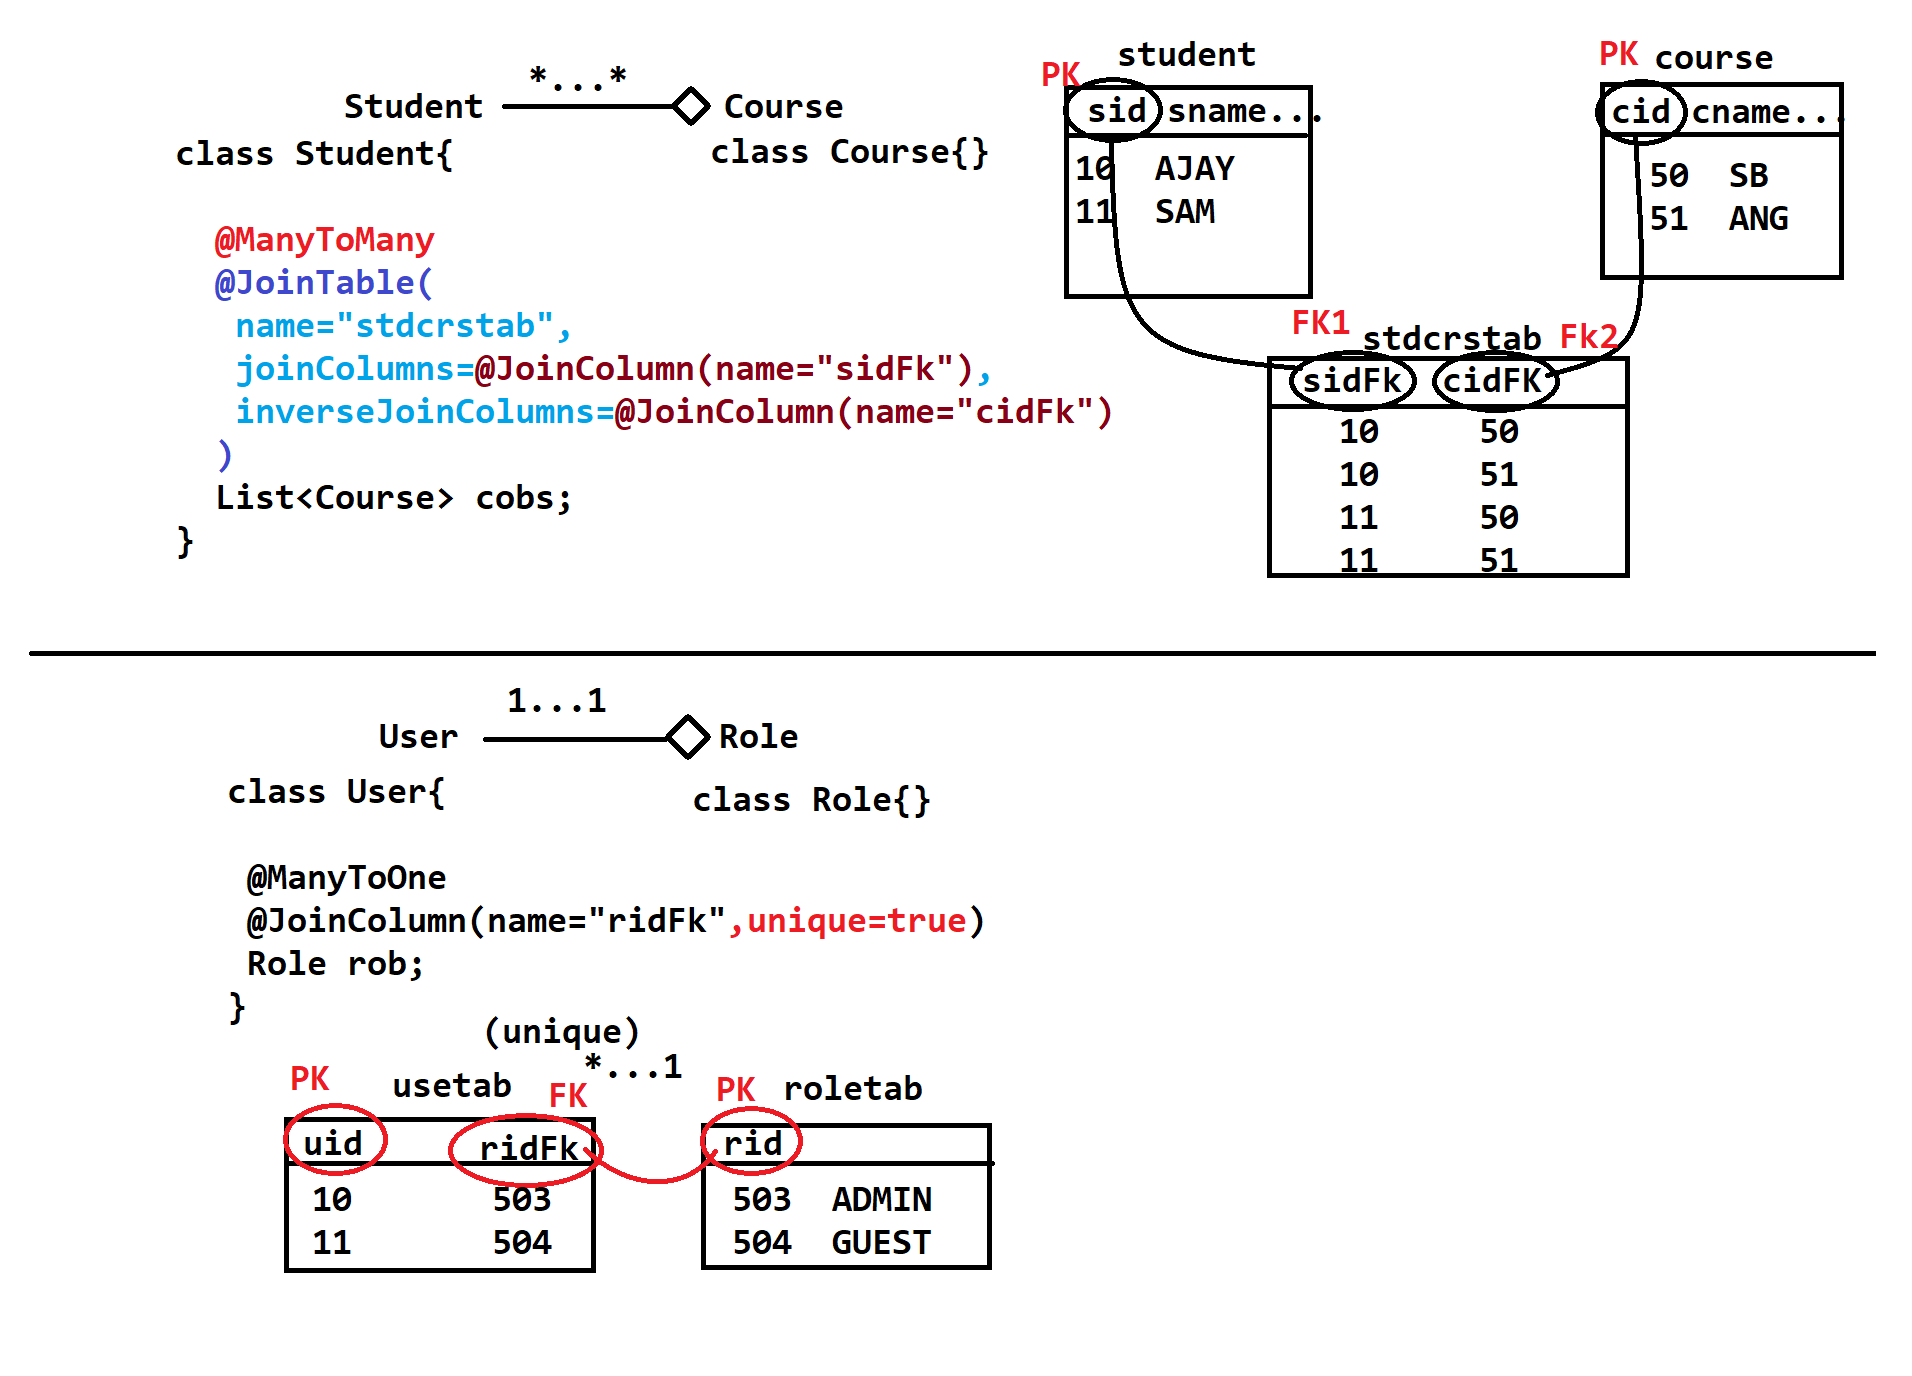 *...*
Student Course
class Student{ class Course{}
@ManyToMany
@JoinTable(
name="stdcrstab",
joinColumns=@JoinColumn(name="sidFk"),
inverseJoinColumns=@JoinColumn(name="cidFk")
)
List<Course> cobs;
}
PK student
sid sname...
10 AJAY
11 SAM
PK course
cid cname...
50 SB
51 ANG
FK1 stdcrstab Fk2
sidFk cidFK
10 50
10 51
11 50
11 51
1...1
User Role
class User{ class Role{}
@ManyToOne
@JoinColumn(name="ridFk",unique=true)
Role rob;
}
(unique)
*...1
PK usetab FK
uid ridFk
10 503
11 504
PK roletab
rid
503 ADMIN
504 GUEST